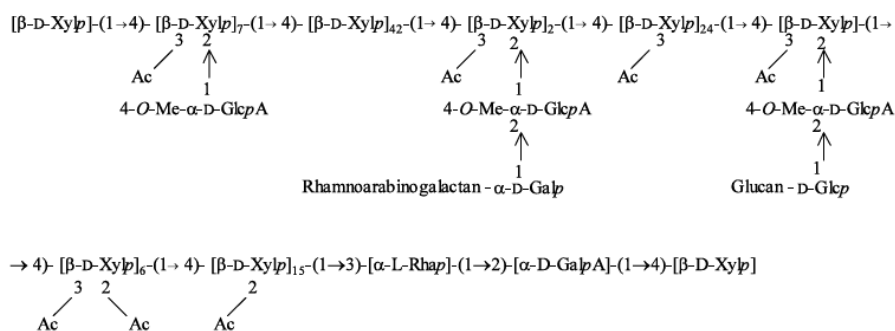 [β-D-Xylp]-(1→4)- [β-D-Xylp]7-(1→ 4)- [β-D-Xylp]42-(1→ 4)- [β-D-Xylp]2-(1→ 4)- [β-D-Xylp]24-(1→ 4)- [β-D-Xylp]-(1→
3 2 3 2 3 3 2
Ac Ac Ac Ac
1 1 1
4-O-Me-α-D-GlcpA 4-O-Me-α-D-GlcpA 4-O-Me-α-D-GlcpA
2 2
1 1
Rhamnoarabinogalactan - α-D-Galp Glucan - D-Glcp
→ 4)- [β-D-Xylp]6-(1→ 4)- [β-D-Xylp]15-(1→3)-[α-L-Rhap]-(1→2)-[α-D-GalpA]-(1→4)-[β-D-Xylp]
3 2 2
Ac Ac Ac